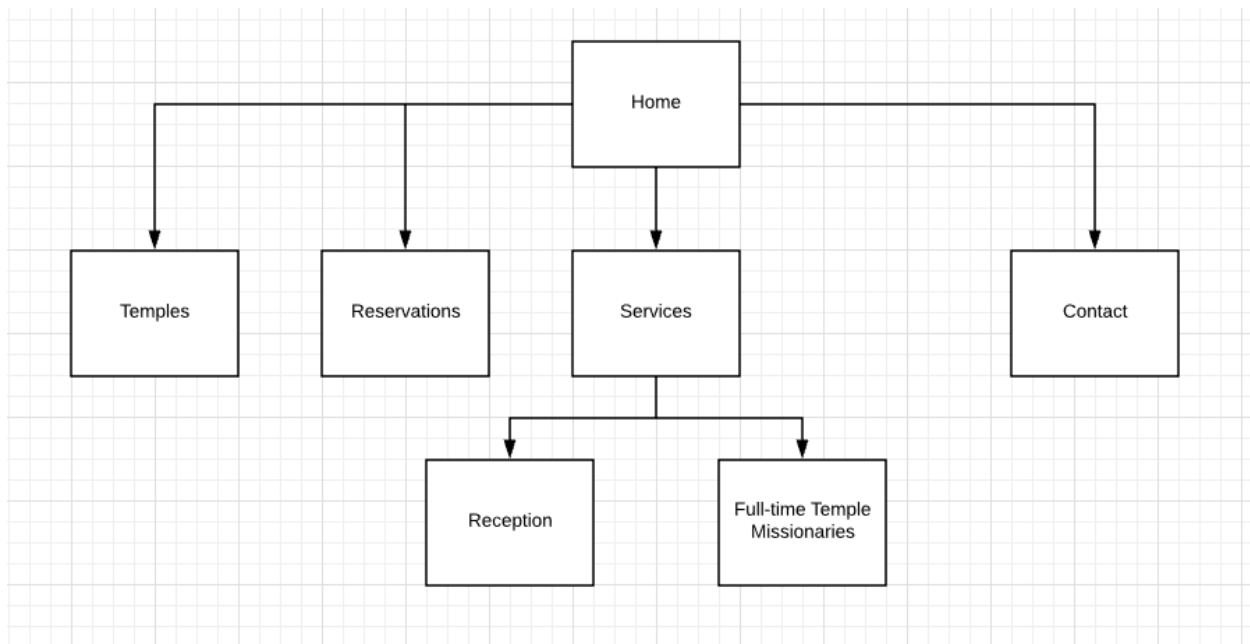 Home
Temples
Reservations
Services
Contact
Reception
Full-time Temple
Missionaries